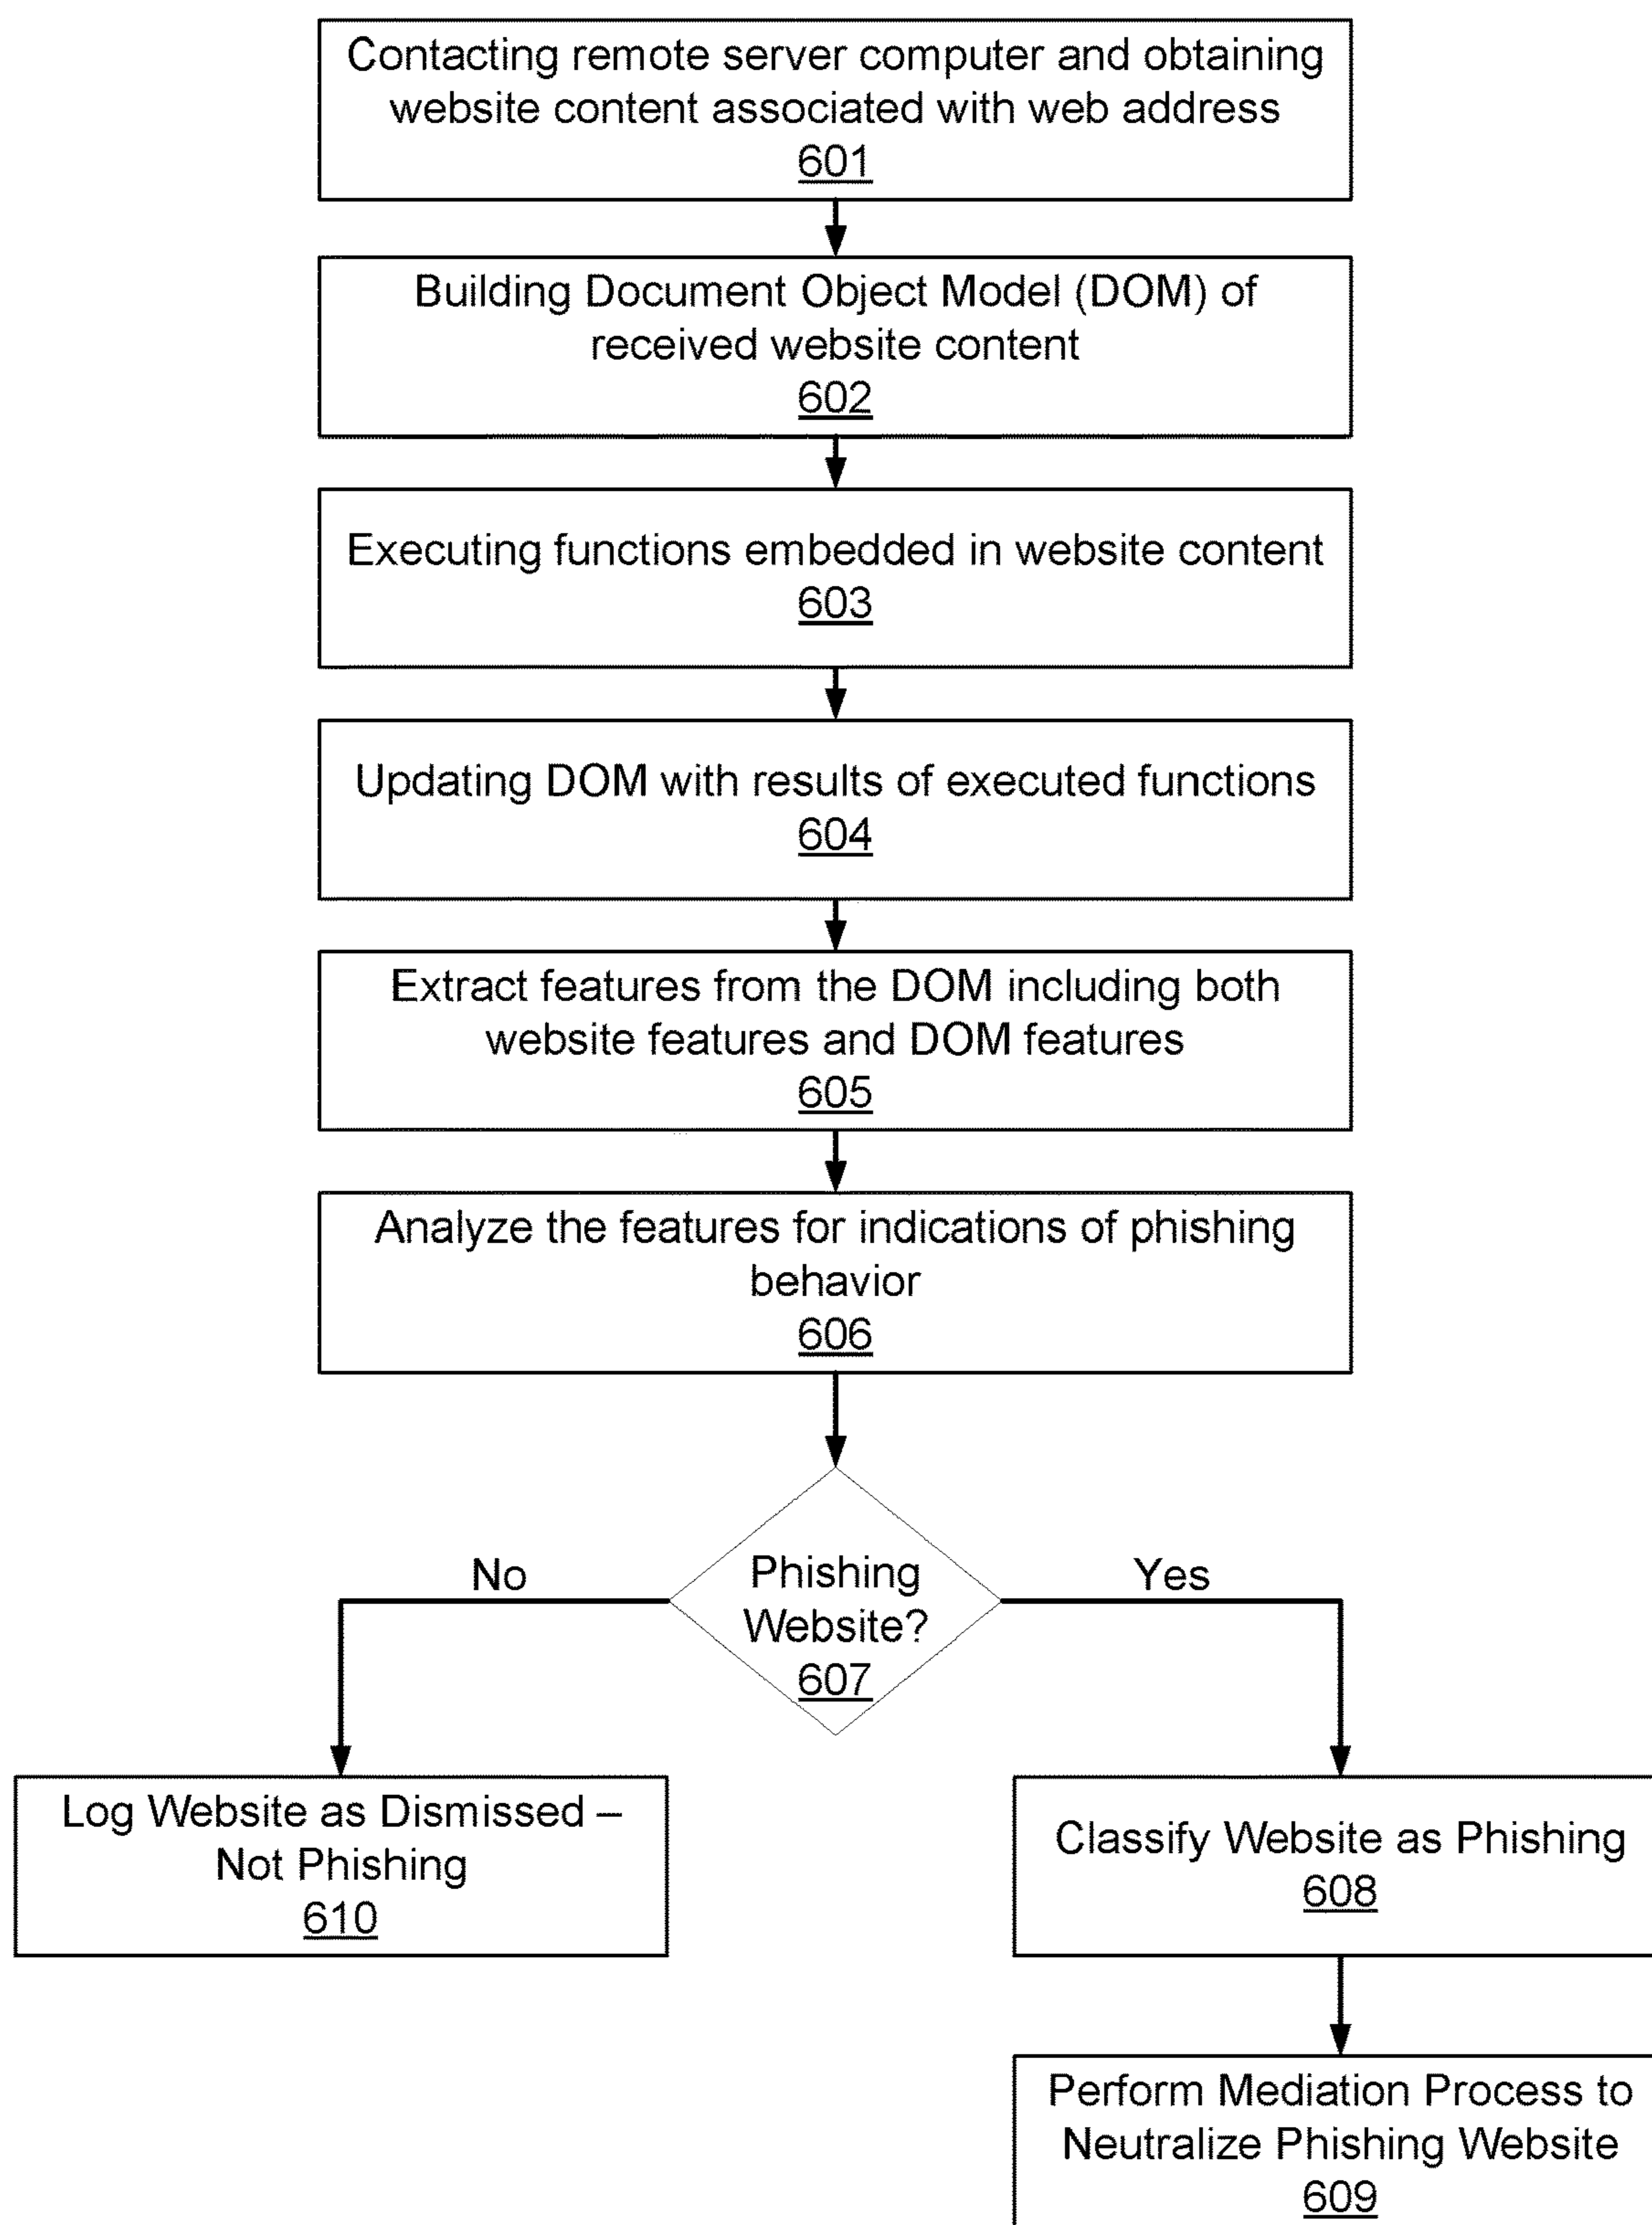 Contacting remote server computer and obtaining
website content associated with web address
601
Building Document Object Model (DOM) of
received website content
602
Executing functions embedded in website content
603
Updating DOM with results of executed functions
604
Extract features from the DOM including both
website features and DOM features
605
Analyze the features for indications of phishing
behavior
606
Phishing
Website?
607
No
Yes
Log Website as Dismissed –
Not Phishing
610
Classify Website as Phishing
608
Perform Mediation Process to
Neutralize Phishing Website
609